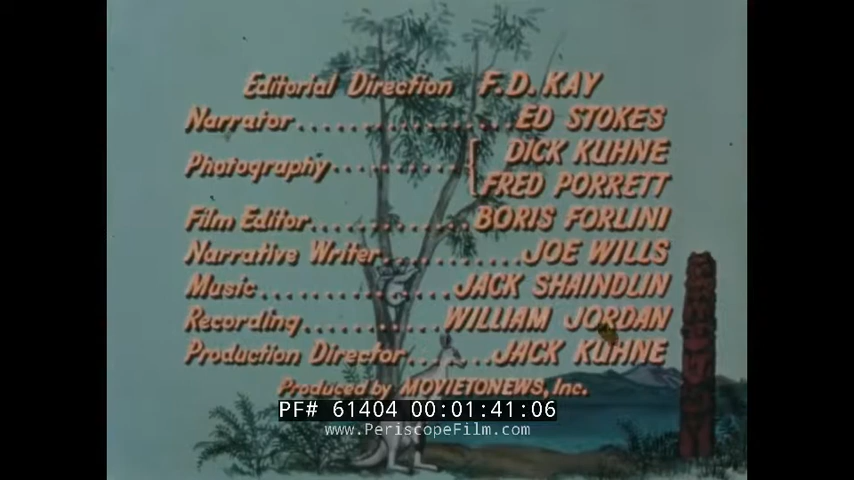 Editorial Direction F.D. KAY
Narrator..................ED STOKES
Photography............[DICK KUHNE
FRED PORRETT
Film Editor..............BORIS FORLINI
Narrative Writer............JOE WILLS
Music.................JACK SHAINDLIN
Recording............WILLIAM JORDAN
Production Director.......JACK KUHNE
Produced by MOVIETONEWS, Inc.
PF# 61404 00:01:41:06
www.PeriscopeFilm.com